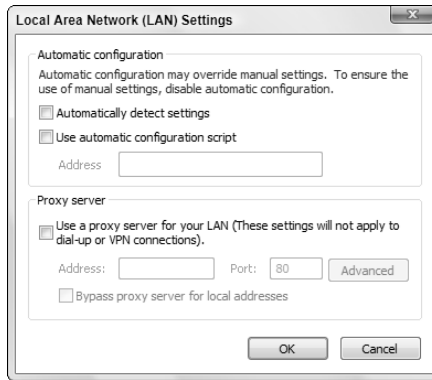 Local Area Network (LAN) Settings
Automatic configuration
Automatic configuration may override manual settings. To ensure the
use of manual settings, disable automatic configuration.
Automatically detect settings
Use automatic configuration script
Address
Proxy server
Use a proxy server for your LAN (These settings will not apply to
dial-up or VPN connections).
Address: Port: 80 Advanced
Bypass proxy server for local addresses
OK Cancel